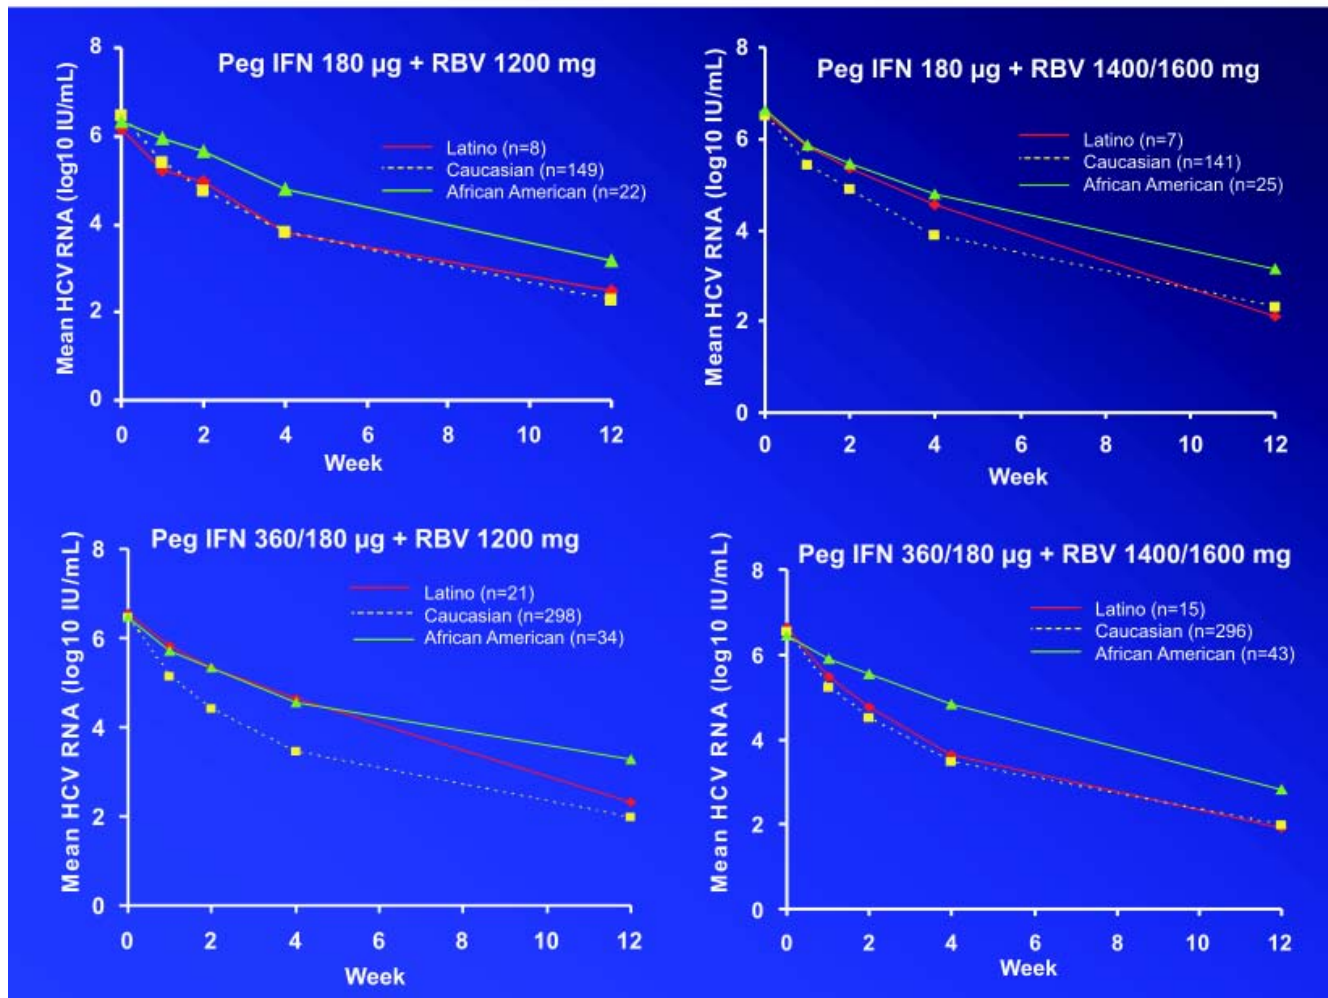 Peg IFN 180 µg + RBV 1200 mg
Mean HCV RNA (log10 IU/mL)
8
6
4
2
0
Latino (n=8)
Caucasian (n=149)
African American (n=22)
0 2 4 6 8 10 12
Week
Peg IFN 180 µg + RBV 1400/1600 mg
Mean HCV RNA (log10 IU/mL)
8
6
4
2
0
Latino (n=7)
Caucasian (n=141)
African American (n=25)
0 2 4 6 8 10 12
Week
Peg IFN 360/180 µg + RBV 1200 mg
Mean HCV RNA (log10 IU/mL)
8
6
4
2
0
Latino (n=21)
Caucasian (n=298)
African American (n=34)
0 2 4 6 8 10 12
Week
Peg IFN 360/180 µg + RBV 1400/1600 mg
Mean HCV RNA (log10 IU/mL)
8
6
4
2
0
Latino (n=15)
Caucasian (n=296)
African American (n=43)
0 2 4 6 8 10 12
Week